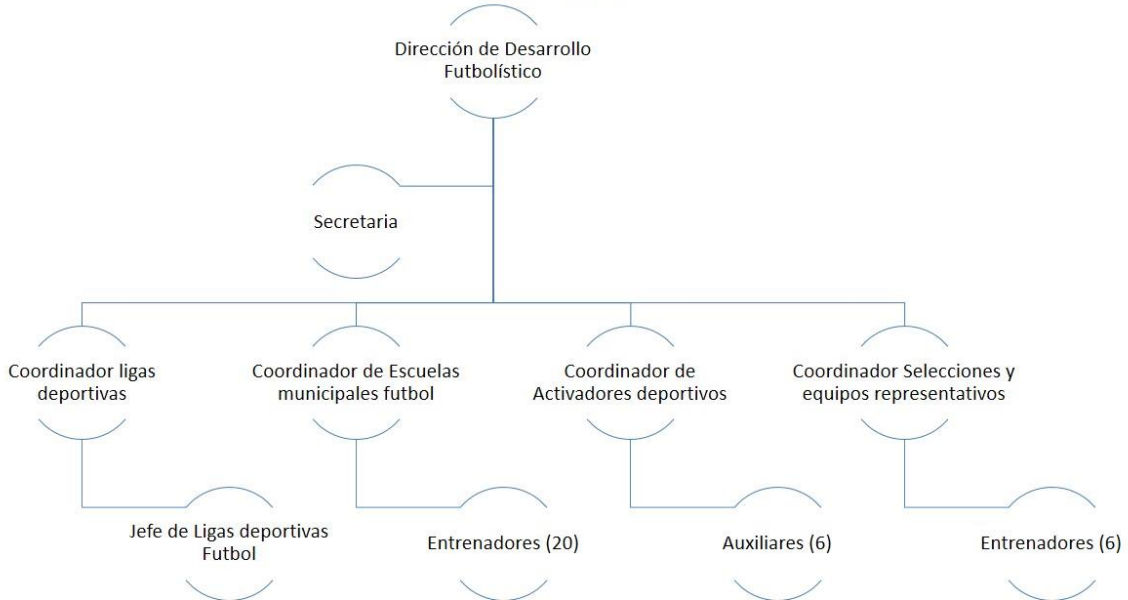 Dirección de Desarrollo
Futbolístico
Secretaria
Coordinador ligas
deportivas
Coordinador de Escuelas
municipales futbol
Coordinador de
Activadores deportivos
Coordinador Selecciones y
equipos representativos
Jefe de Ligas deportivas
Futbol
Entrenadores (20)
Auxiliares (6)
Entrenadores (6)